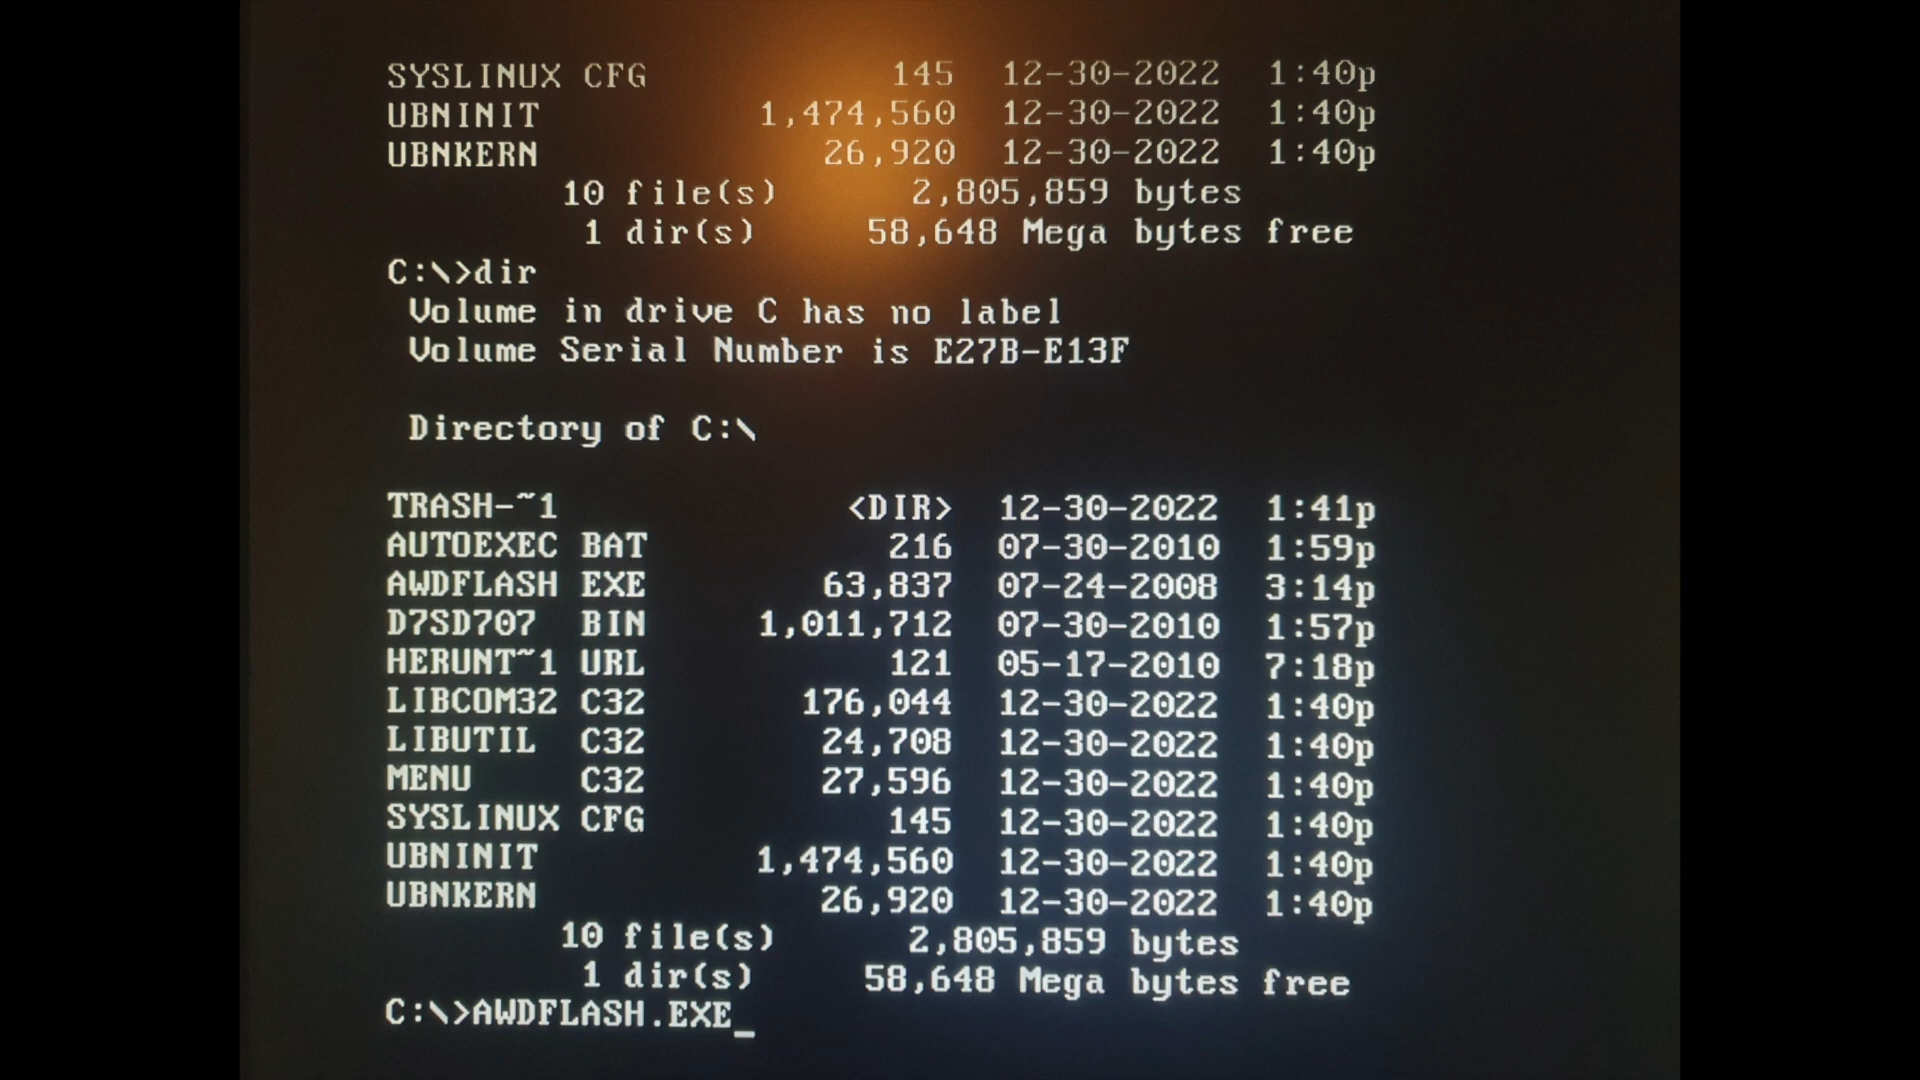 SYSLINUX CFG 145 12-30-2022 1:40p
UBNINIT 1,474,560 12-30-2022 1:40p
UBNKERN 26,920 12-30-2022 1:40p
10 file(s) 2,805,859 bytes
1 dir(s) 58,648 Mega bytes free
C:\>dir
Volume in drive C has no label
Volume Serial Number is E27B-E13F
Directory of C:\
TRASH-~1 <DIR> 12-30-2022 1:41p
AUTOEXEC BAT 216 07-30-2010 1:59p
AWDFLASH EXE 63,837 07-24-2008 3:14p
D7SD707 BIN 1,011,712 07-30-2010 1:57p
HERUNT~1 URL 121 05-17-2010 7:18p
LIBCOM32 C32 176,044 12-30-2022 1:40p
LIBUTIL C32 24,708 12-30-2022 1:40p
MENU C32 27,596 12-30-2022 1:40p
SYSLINUX CFG 145 12-30-2022 1:40p
UBNINIT 1,474,560 12-30-2022 1:40p
UBNKERN 26,920 12-30-2022 1:40p
10 file(s) 2,805,859 bytes
1 dir(s) 58,648 Mega bytes free
C:\>AWDFLASH.EXE_